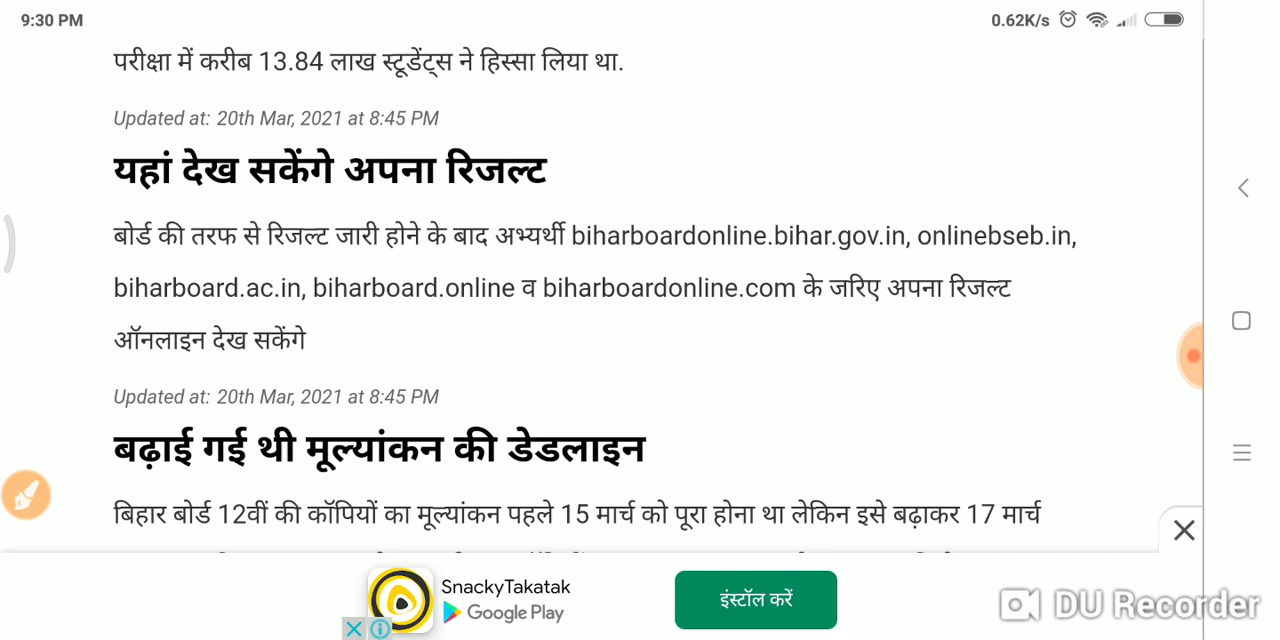 9:30 PM
0.62K/s
परीक्षा में करीब 13.84 लाख स्टूडेंट्स ने हिस्सा लिया था.
Updated at: 20th Mar, 2021 at 8:45 PM
यहां देख सकेंगे अपना रिजल्ट
बोर्ड की तरफ से रिजल्ट जारी होने के बाद अभ्यर्थी biharboardonline.bihar.gov.in, onlinebseb.in,
biharboard.ac.in, biharboard.online व biharboardonline.com के जरिए अपना रिजल्ट
ऑनलाइन देख सकेंगे
Updated at: 20th Mar, 2021 at 8:45 PM
बढ़ाई गई थी मूल्यांकन की डेडलाइन
बिहार बोर्ड 12वीं की कॉपियों का मूल्यांकन पहले 15 मार्च को पूरा होना था लेकिन इसे बढ़ाकर 17 मार्च
SnackyTakatak
Google Play
इंस्टॉल करें
DU Recorder